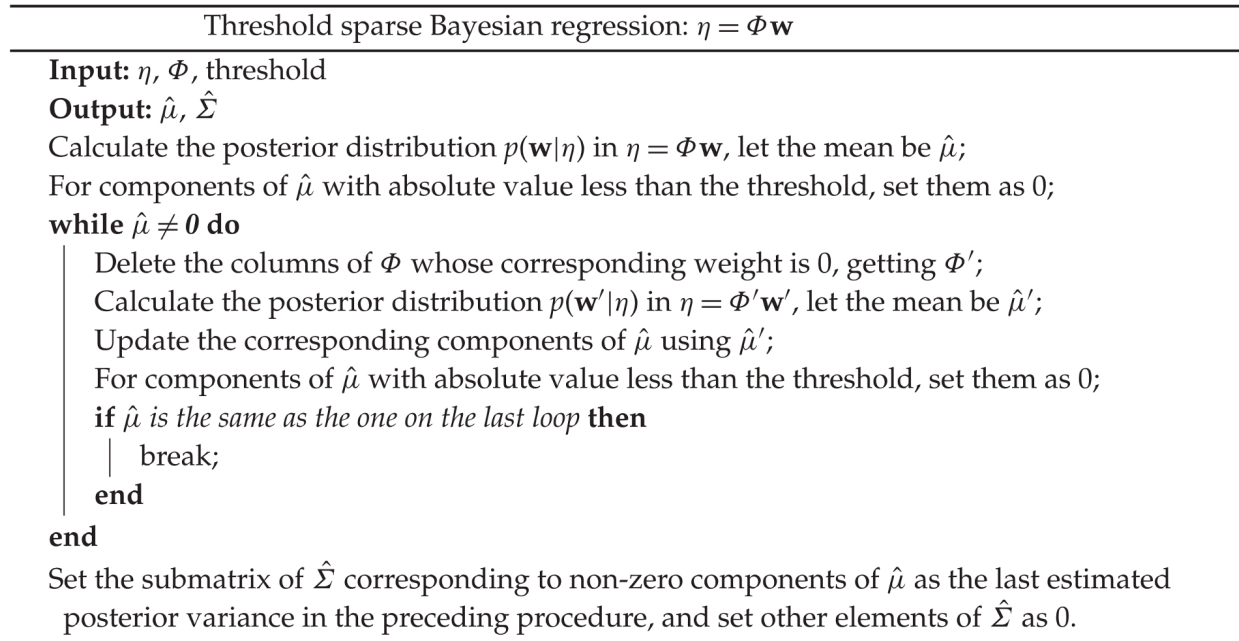 Threshold sparse Bayesian regression: η = Φw
Input: η, Φ, threshold
Output: μ̂, Σ̂
Calculate the posterior distribution p(w|η) in η = Φw, let the mean be μ̂;
For components of μ̂ with absolute value less than the threshold, set them as 0;
while μ̂ ≠ 0 do
Delete the columns of Φ whose corresponding weight is 0, getting Φ′;
Calculate the posterior distribution p(w′|η) in η = Φ′w′, let the mean be μ̂′;
Update the corresponding components of μ̂ using μ̂′;
For components of μ̂ with absolute value less than the threshold, set them as 0;
if μ̂ is the same as the one on the last loop then
break;
end
end
Set the submatrix of Σ̂ corresponding to non-zero components of μ̂ as the last estimated
posterior variance in the preceding procedure, and set other elements of Σ̂ as 0.